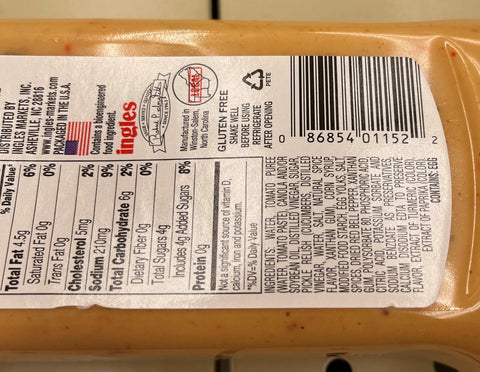 % Daily Value*
Total Fat 4.5g 6%
Saturated Fat 0g 0%
Trans Fat 0g
Cholesterol 5mg 2%
Sodium 210mg 9%
Total Carbohydrate 6g 2%
Dietary Fiber 0g 0%
Total Sugars 4g
Includes 4g Added Sugars 8%
Protein 0g
Not a significant source of vitamin D,
calcium, iron and potassium.
*%DV=% Daily Value
DISTRIBUTED BY
INGLES MARKETS, INC.
ASHEVILLE, NC 28816
www.ingles-markets.com
PACKAGED IN THE U.S.A.
Contains a bioengineered
food ingredient.
ingles
Manufactured in
Winston-Salem,
North Carolina
GLUTEN FREE
SHAKE WELL
BEFORE USING
REFRIGERATE
AFTER OPENING
PETE
0 86854 01152 2
INGREDIENTS: WATER, TOMATO PUREE
(WATER, TOMATO PASTE), CANOLA AND/OR
SOYBEAN OIL, DISTILLED VINEGAR, SUGAR,
PICKLE RELISH (CUCUMBERS, DISTILLED
VINEGAR, WATER, SALT, NATURAL SPICE
FLAVOR, XANTHAN GUM), CORN SYRUP,
MODIFIED FOOD STARCH, EGG YOLKS, SALT,
SPICES, DRIED RED BELL PEPPER, XANTHAN
GUM, POLYSORBATE 60, PHOSPHORIC ACID,
POTASSIUM SORBATE AND
SODIUM BENZOATE AS PRESERVATIVES,
CALCIUM DISODIUM EDTA TO PRESERVE
FLAVOR, EXTRACT OF TURMERIC (COLOR),
EXTRACT OF PAPRIKA (COLOR).
CONTAINS: EGG